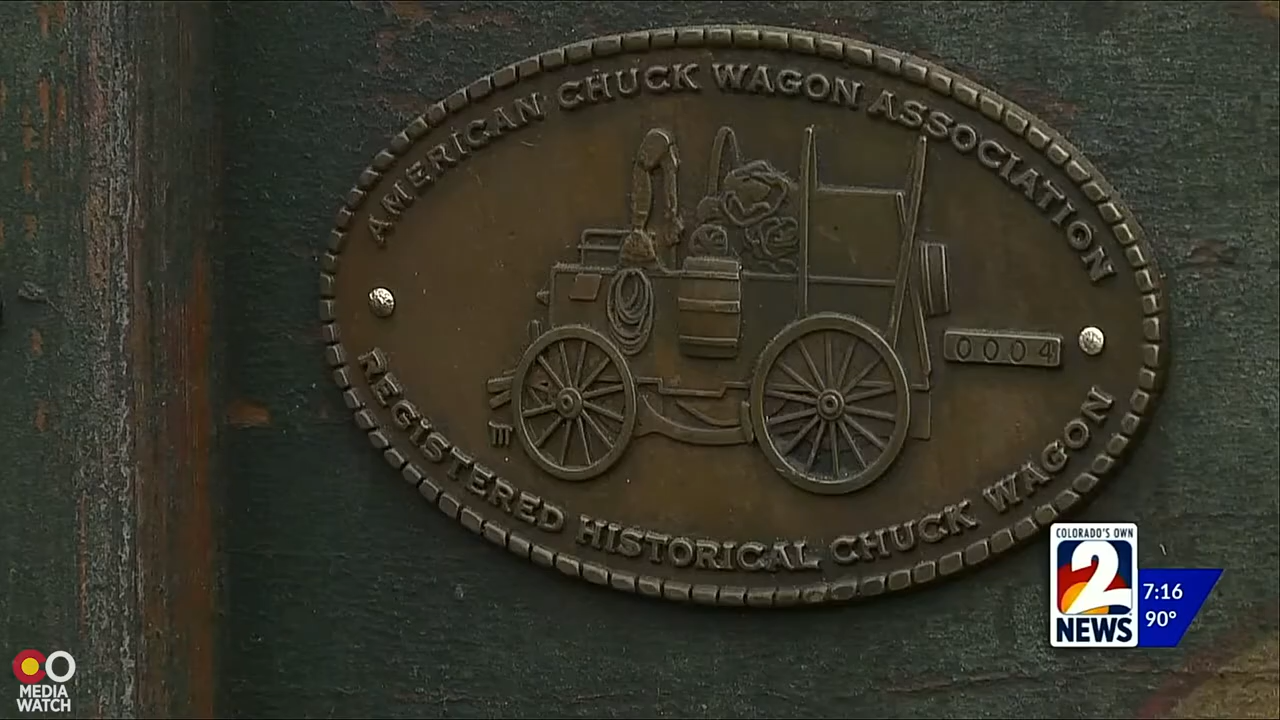 AMERICAN CHUCK WAGON ASSOCIATION
0004
REGISTERED HISTORICAL CHUCK WAGON
COLORADO'S OWN
2
NEWS
7:16
90°
MEDIA
WATCH